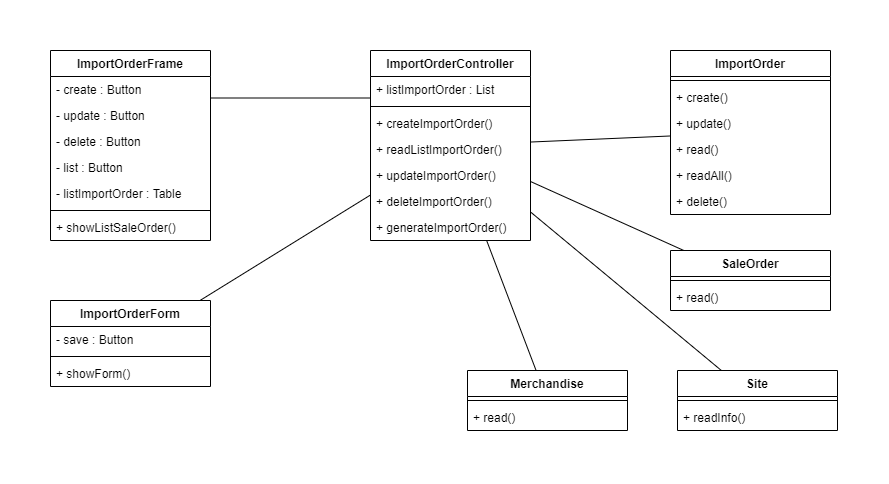 ImportOrderFrame
- create : Button
- update : Button
- delete : Button
- list : Button
- listImportOrder : Table
+ showListSaleOrder()
ImportOrderController
+ listImportOrder : List
+ createImportOrder()
+ readListImportOrder()
+ updateImportOrder()
+ deleteImportOrder()
+ generateImportOrder()
ImportOrder
+ create()
+ update()
+ read()
+ readAll()
+ delete()
SaleOrder
+ read()
ImportOrderForm
- save : Button
+ showForm()
Merchandise
+ read()
Site
+ readInfo()